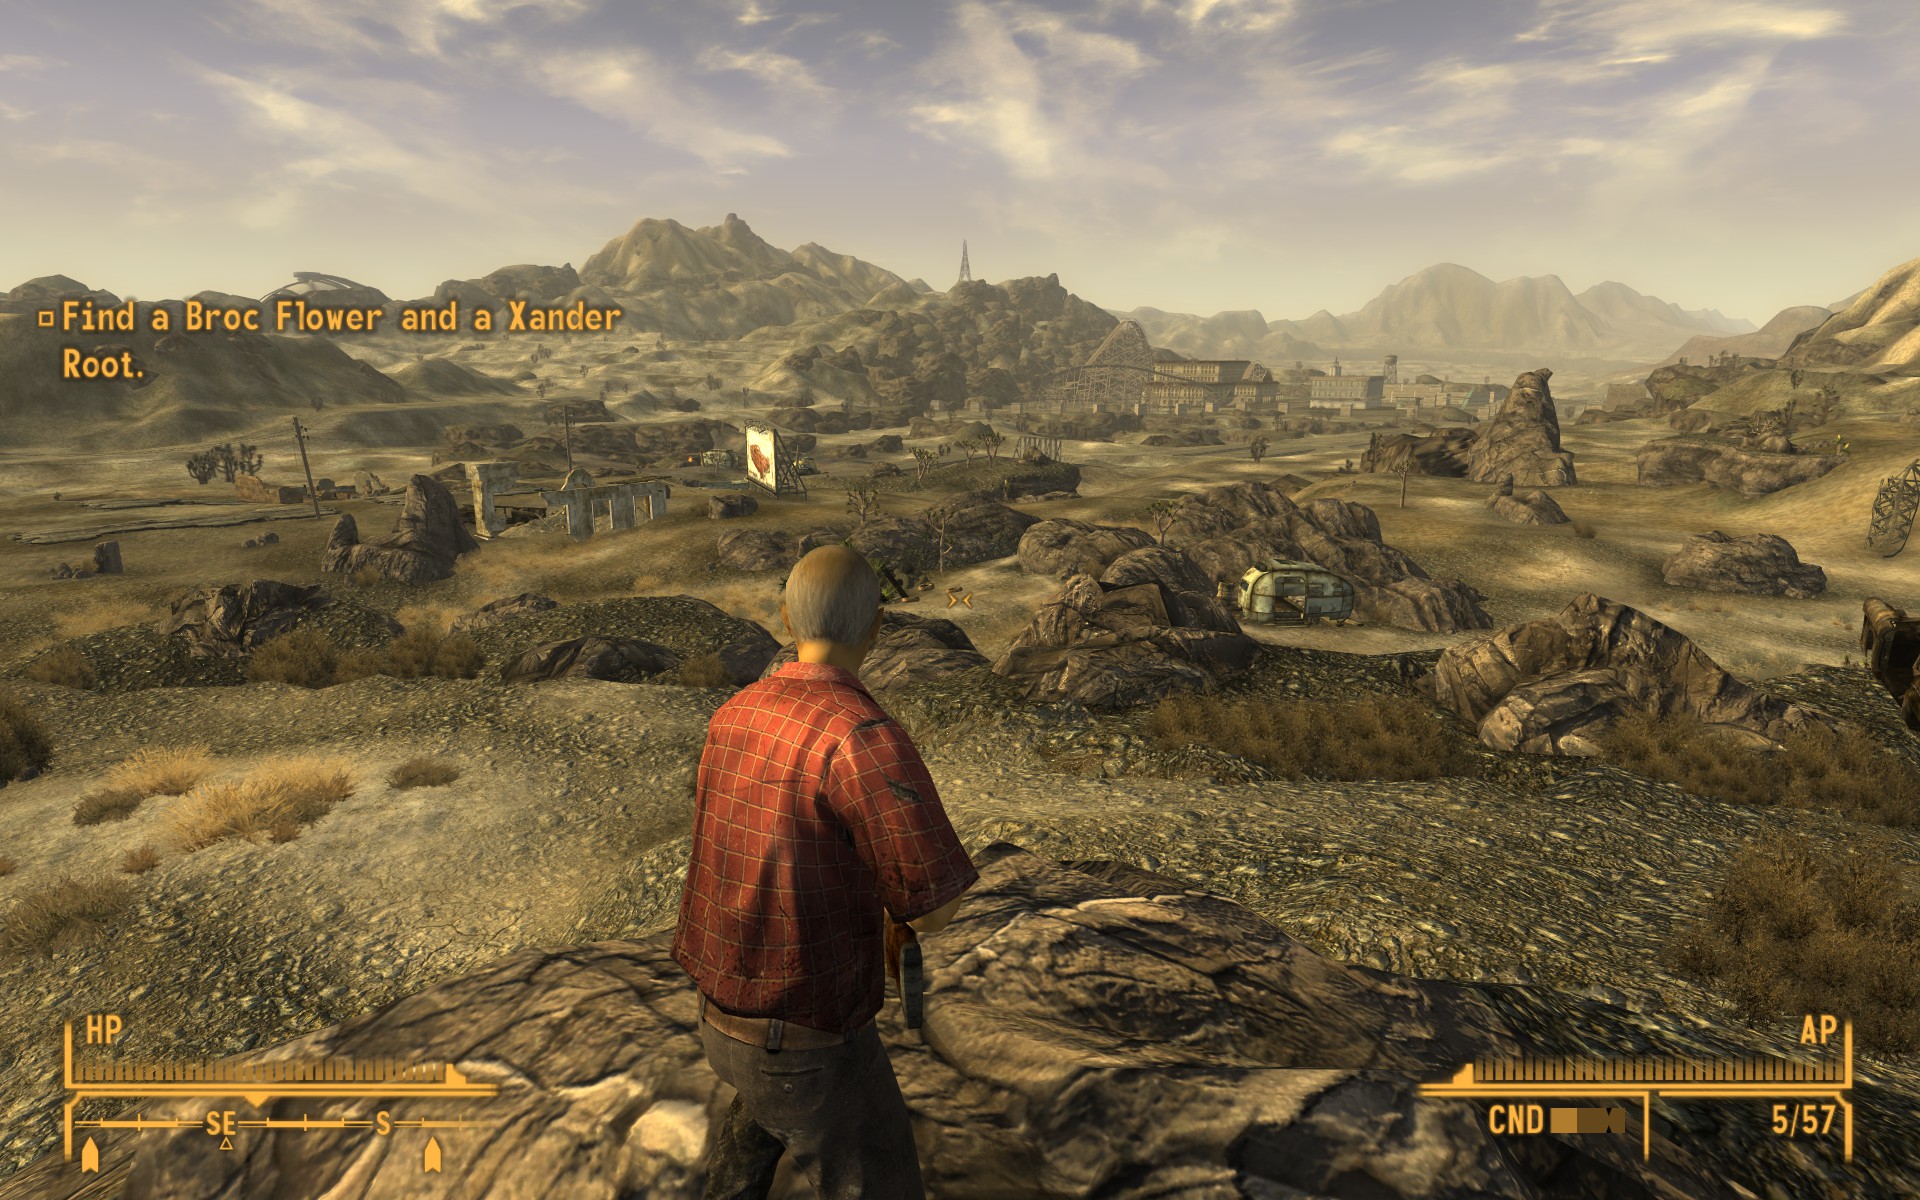 Find a Broc Flower and a Xander
Root.
HP
SE
S
AP
CND
5/57